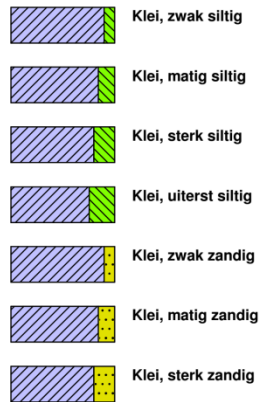 Klei, zwak siltig
Klei, matig siltig
Klei, sterk siltig
Klei, uiterst siltig
Klei, zwak zandig
Klei, matig zandig
Klei, sterk zandig